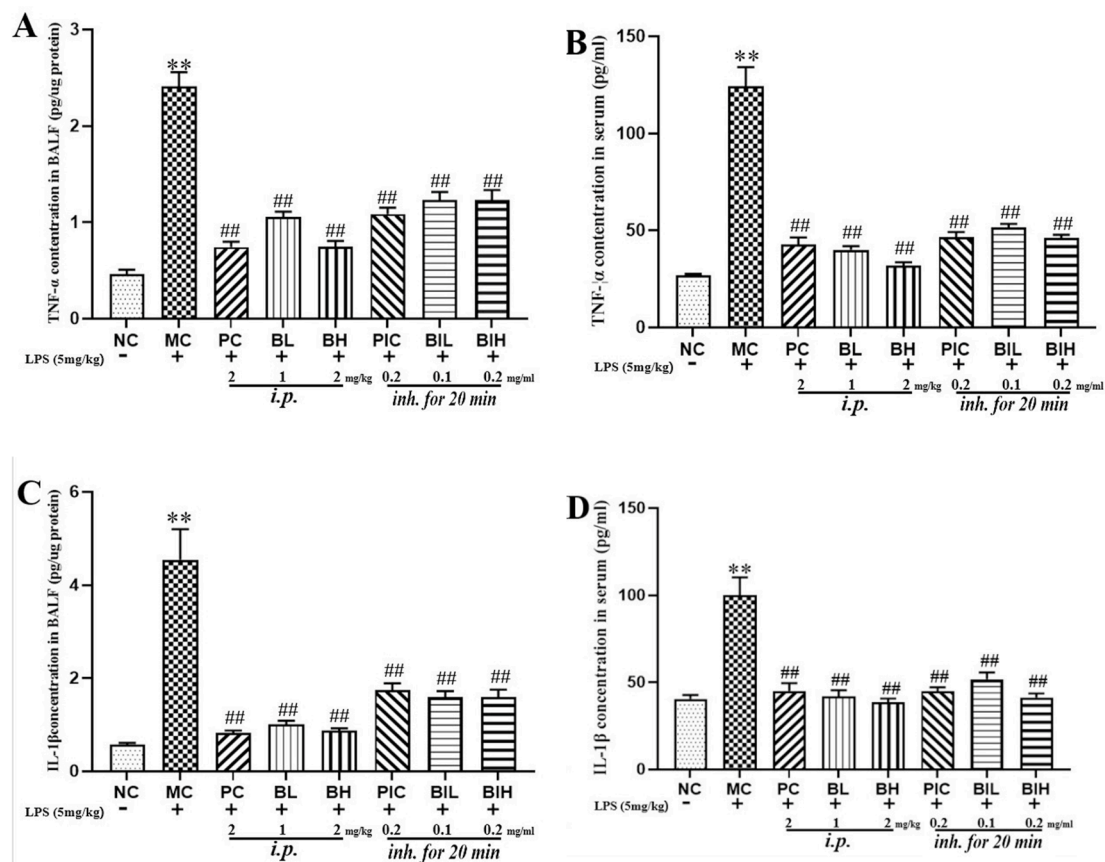 A
TNF-α contentration in BALF (pg/ug protein)
3
2
1
0
**
##
##
##
##
##
##
NC MC PC BL BH PIC BIL BIH
LPS (5mg/kg) - + + + + + + +
2 1 2 mg/kg 0.2 0.1 0.2 mg/ml
i.p. inh. for 20 min
B
TNF-|α contentration in serum (pg/ml)
150
100
50
0
**
##
##
##
##
##
##
NC MC PC BL BH PIC BIL BIH
LPS (5mg/kg) - + + + + + + +
2 1 2 mg/kg 0.2 0.1 0.2 mg/ml
i.p. inh. for 20 min
C
IL-1βconcentration in BALF (pg/ug protein)
6
4
2
0
**
##
##
##
##
##
##
NC MC PC BL BH PIC BIL BIH
LPS (5mg/kg) - + + + + + + +
2 1 2 mg/kg 0.2 0.1 0.2 mg/ml
i.p. inh. for 20 min
D
IL-1β concentration in serum (pg/ml)
150
100
50
0
**
##
##
##
##
##
##
NC MC PC BL BH PIC BIL BIH
LPS (5mg/kg) - + + + + + + +
2 1 2 mg/kg 0.2 0.1 0.2 mg/ml
i.p. inh. for 20 min